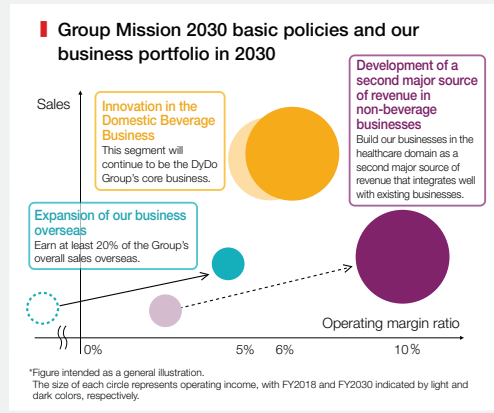 Group Mission 2030 basic policies and our
business portfolio in 2030
Sales
Innovation in the
Domestic Beverage
Business
This segment will
continue to be the DyDo
Group's core business.
Development of a
second major source
of revenue in
non-beverage
businesses
Build our businesses in the
healthcare domain as a
second major source of
revenue that integrates well
with existing businesses.
Expansion of our business
overseas
Earn at least 20% of the Group's
overall sales overseas.
Operating margin ratio
0%
5%
6%
10%
*Figure intended as a general illustration.
The size of each circle represents operating income, with FY2018 and FY2030 indicated by light and
dark colors, respectively.